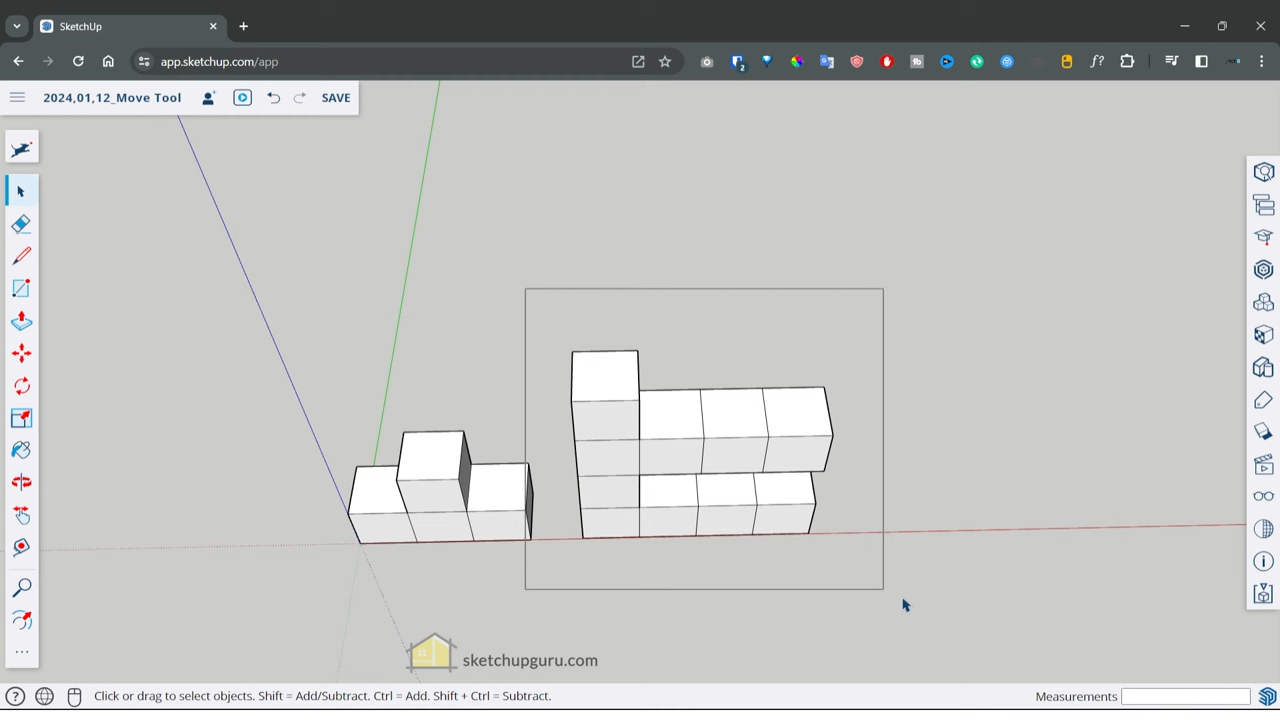 SketchUp
app.sketchup.com/app
2024,01,12_Move Tool
SAVE
sketchupguru.com
Click or drag to select objects. Shift = Add/Subtract. Ctrl = Add. Shift + Ctrl = Subtract.
Measurements